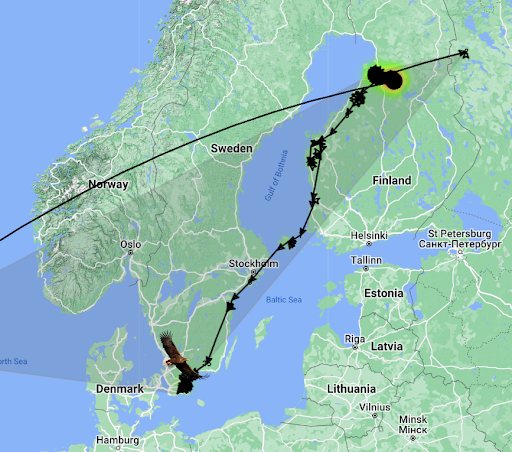 Sweden
Gulf of Bothnia
Norway
Finland
Oslo
Helsinki
St Petersburg
Санкт-Петербург
Tallinn
Stockholm
Baltic Sea
Estonia
Riga
Latvia
orth Sea
Denmark
Lithuania
Vilnius
Minsk
Мінск
Hamburg